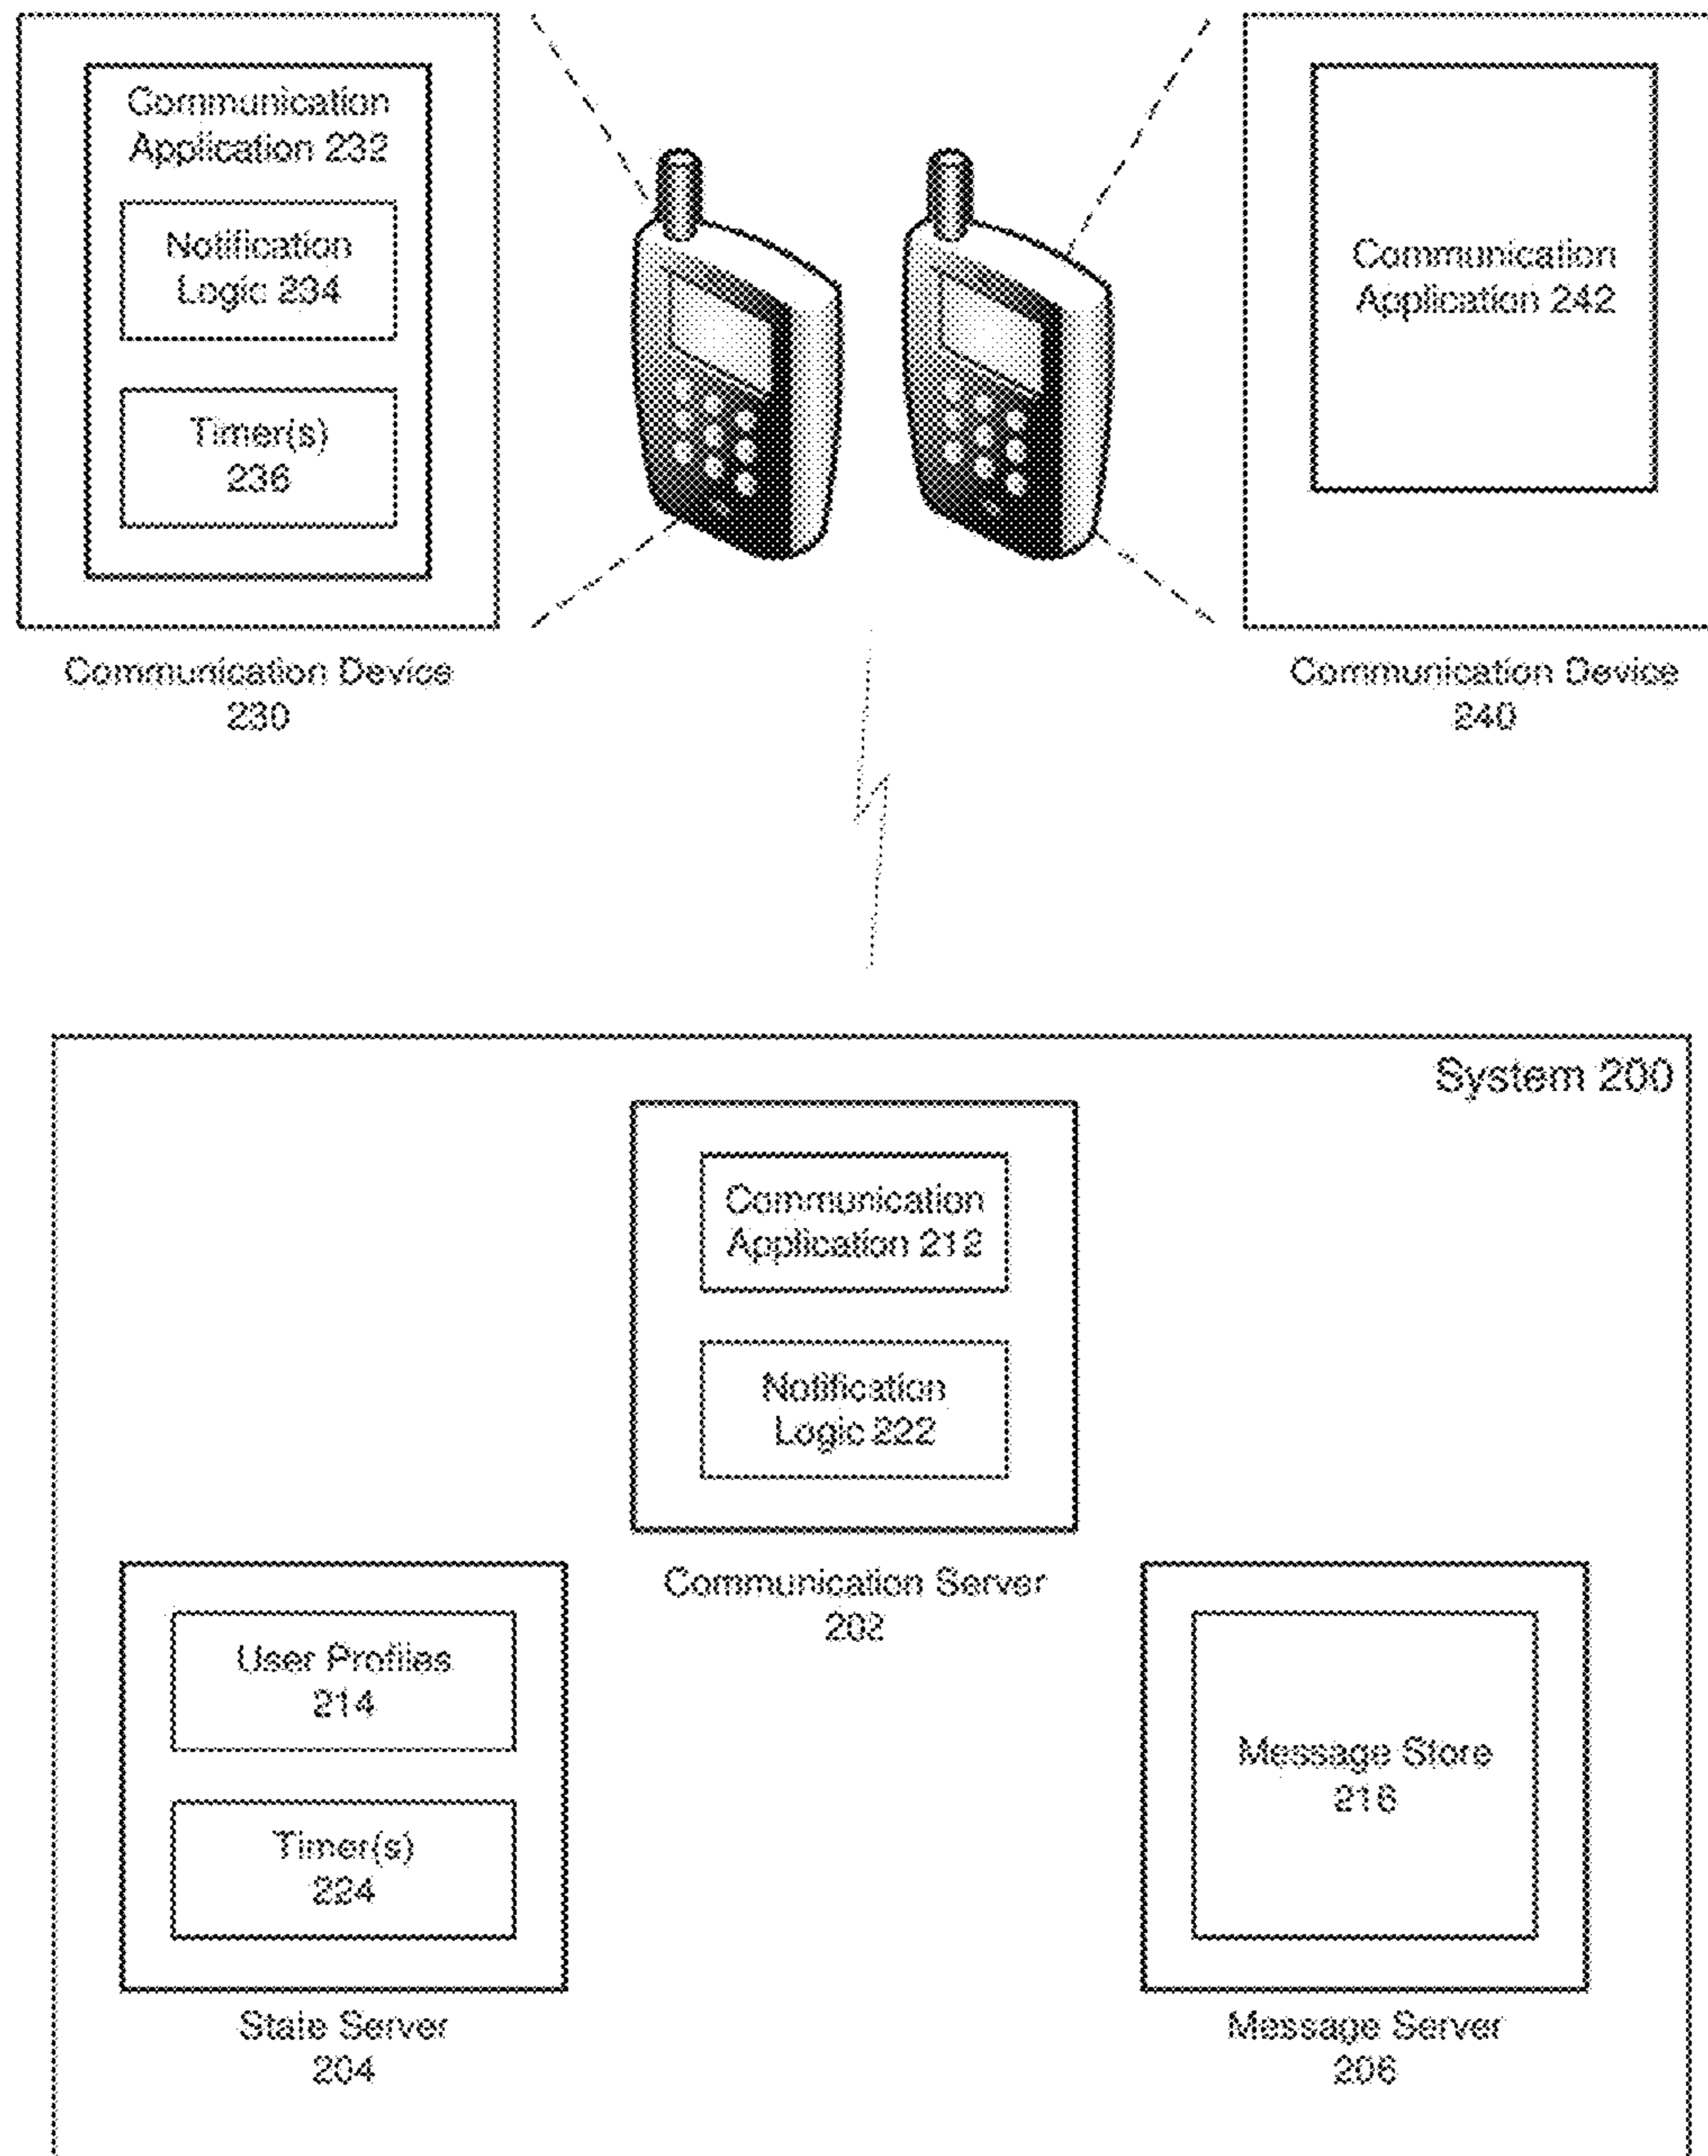 Communication
Application 232
Notification
Logic 234
Timer(s)
236
Communication Device
230
Communication
Application 242
Communication Device
240
System 200
Communication
Application 212
Notification
Logic 222
Communication Server
202
User Profiles
214
Timer(s)
224
State Server
204
Message Store
216
Message Server
206